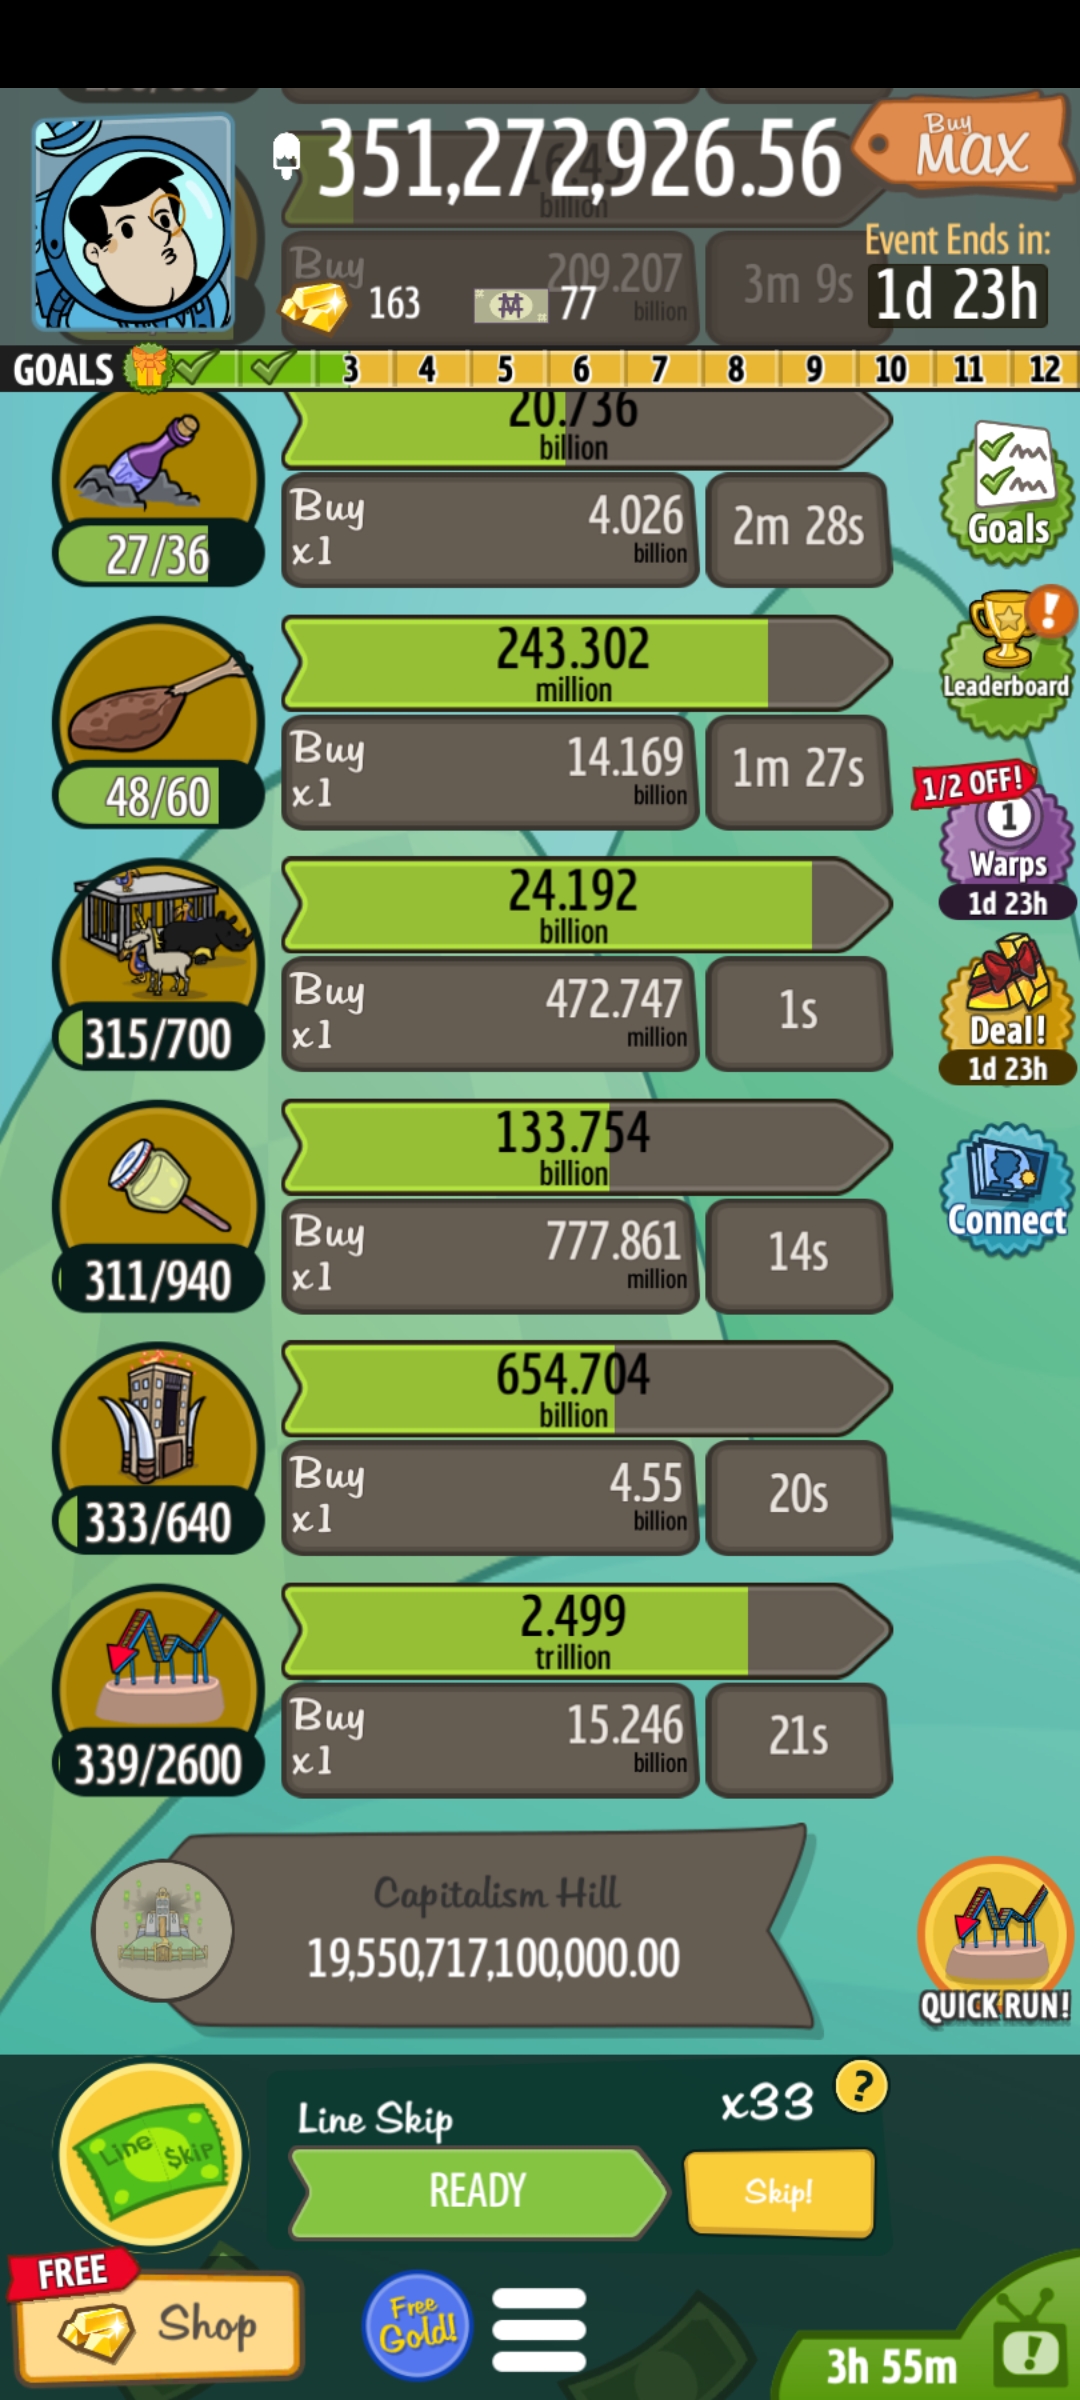 351,272,926.56
Buy
MAX
billion
Buy
209.207
billion
3m 9s
163
77
Event Ends in:
1d 23h
GOALS
3 4 5 6 7 8 9 10 11 12
20.736
billion
27/36
Buy
x1
4.026
billion
2m 28s
Goals
243.302
million
48/60
Buy
x1
14.169
billion
1m 27s
Leaderboard
1/2 OFF!
1
Warps
1d 23h
24.192
billion
315/700
Buy
x1
472.747
million
1s
Deal!
1d 23h
133.754
billion
311/940
Buy
x1
777.861
million
14s
Connect
654.704
billion
333/640
Buy
x1
4.55
billion
20s
2.499
trillion
339/2600
Buy
x1
15.246
billion
21s
Capitalism Hill
19,550,717,100,000.00
QUICK RUN!
Line $kip
Line Skip
x33
?
READY
Skip!
FREE
Shop
Free
Gold!
3h 55m